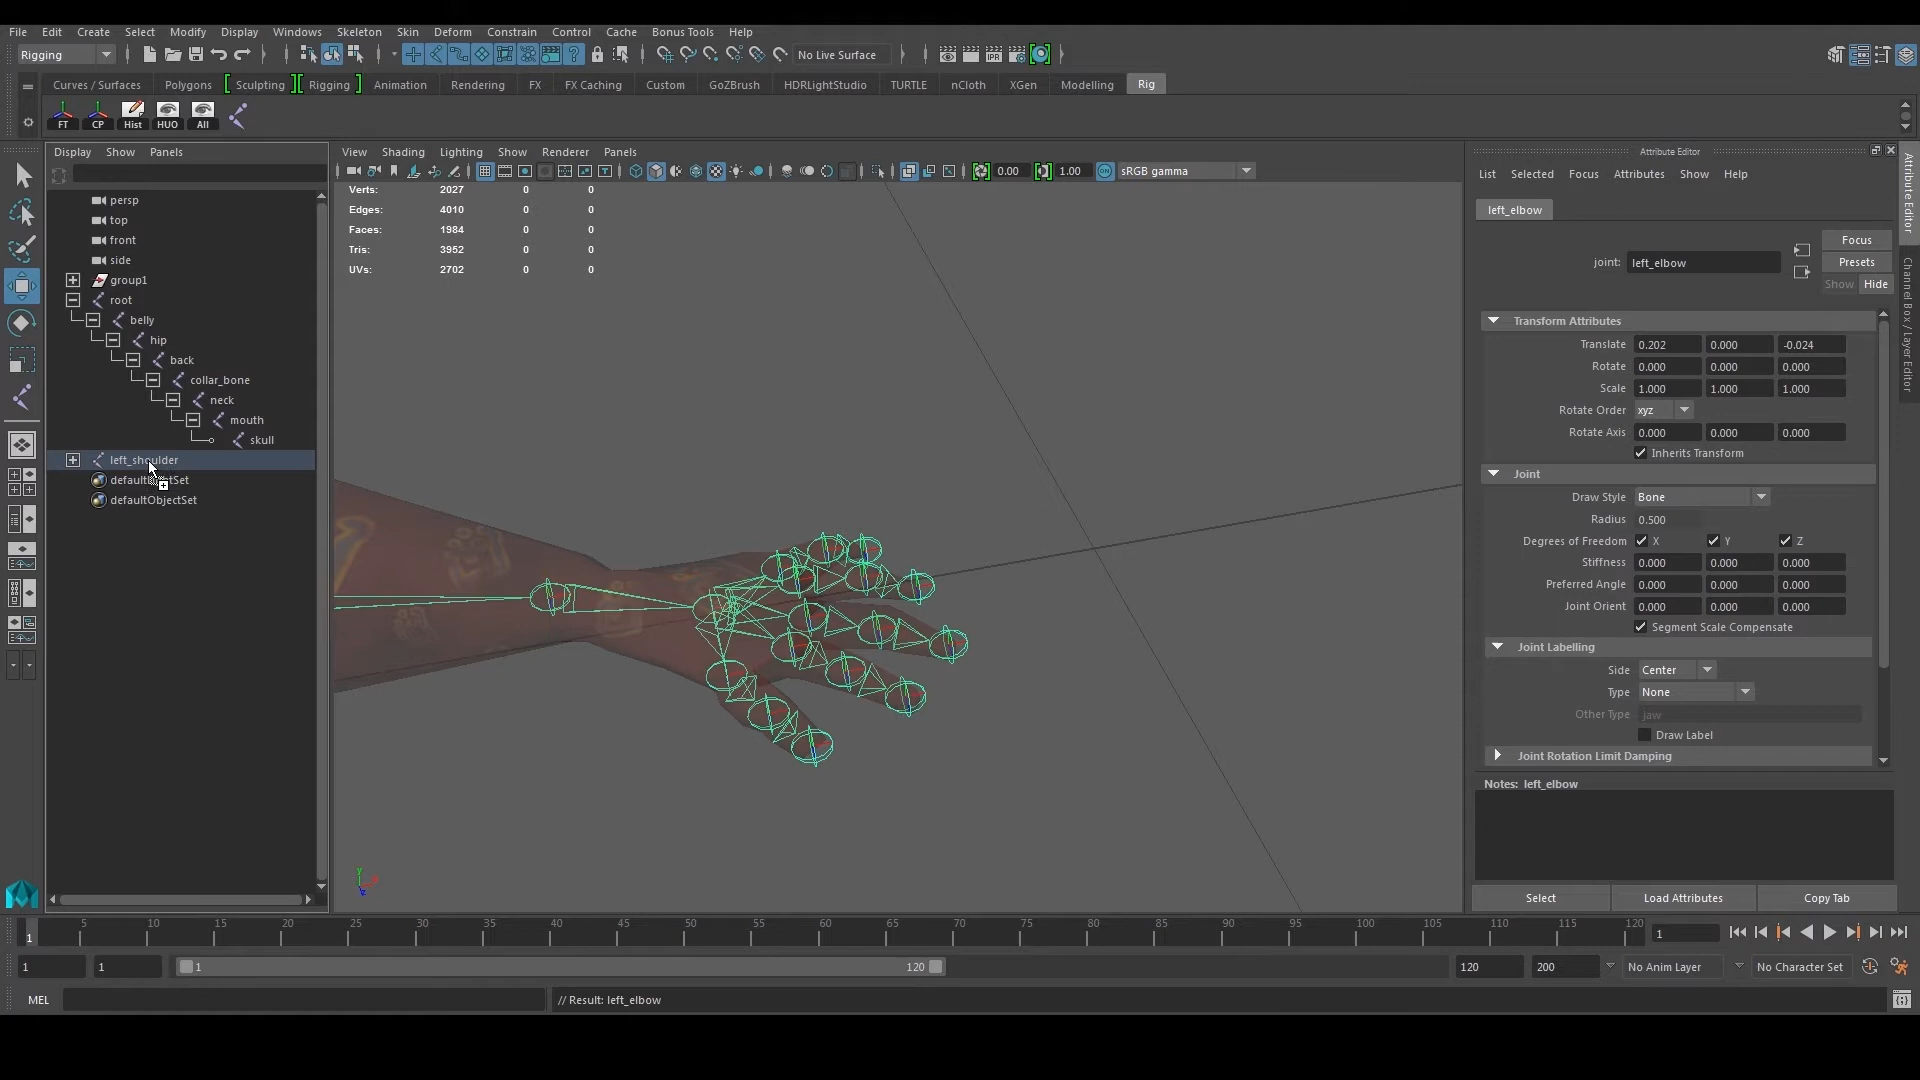 File Edit Create Select Modify Display Windows Skeleton Skin Deform Constrain Control Cache Bonus Tools Help
Rigging No Live Surface
Curves / Surfaces Polygons Sculpting Rigging Animation Rendering FX FX Caching Custom GoZBrush HDRLightStudio TURTLE nCloth XGen Modelling Rig
FT CP Hist HUO All
Display Show Panels
View Shading Lighting Show Renderer Panels
0.00 1.00 sRGB gamma
persp
top
front
side
group1
root
belly
hip
back
collar_bone
neck
mouth
skull
left_shoulder
defaultObjectSet
Verts: 2027 0 0
Edges: 4010 0 0
Faces: 1984 0 0
Tris: 3952 0 0
UVs: 2702 0 0
Attribute Editor
List Selected Focus Attributes Show Help
left_elbow
joint: left_elbow
Focus
Presets
Show Hide
Transform Attributes
Translate 0.202 0.000 -0.024
Rotate 0.000 0.000 0.000
Scale 1.000 1.000 1.000
Rotate Order xyz
Rotate Axis 0.000 0.000 0.000
Inherits Transform
Joint
Draw Style Bone
Radius 0.500
Degrees of Freedom X Y Z
Stiffness 0.000 0.000 0.000
Preferred Angle 0.000 0.000 0.000
Joint Orient 0.000 0.000 0.000
Segment Scale Compensate
Joint Labelling
Side Center
Type None
Other Type jaw
Draw Label
Joint Rotation Limit Damping
Notes: left_elbow
Select Load Attributes Copy Tab
Attribute Editor
Channel Box / Layer Editor
1 5 10 15 20 25 30 35 40 45 50 55 60 65 70 75 80 85 90 95 100 105 110 115 120 1
1 1 1 120 120 200 No Anim Layer No Character Set
MEL // Result: left_elbow